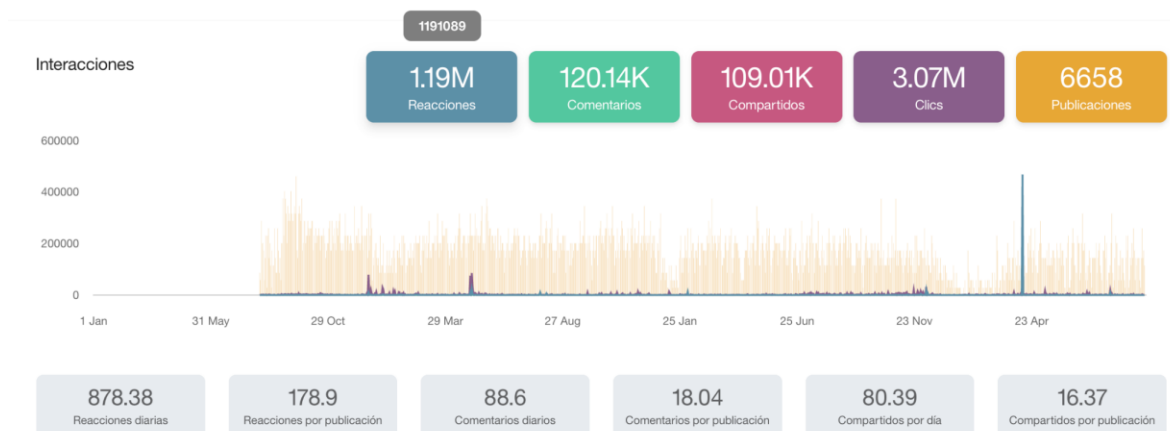 1191089
Interacciones
1.19M
Reacciones
120.14K
Comentarios
109.01K
Compartidos
3.07M
Clics
6658
Publicaciones
600000
400000
200000
0
1 Jan
31 May
29 Oct
29 Mar
27 Aug
25 Jan
25 Jun
23 Nov
23 Apr
878.38
Reacciones diarias
178.9
Reacciones por publicación
88.6
Comentarios diarios
18.04
Comentarios por publicación
80.39
Compartidos por día
16.37
Compartidos por publicación